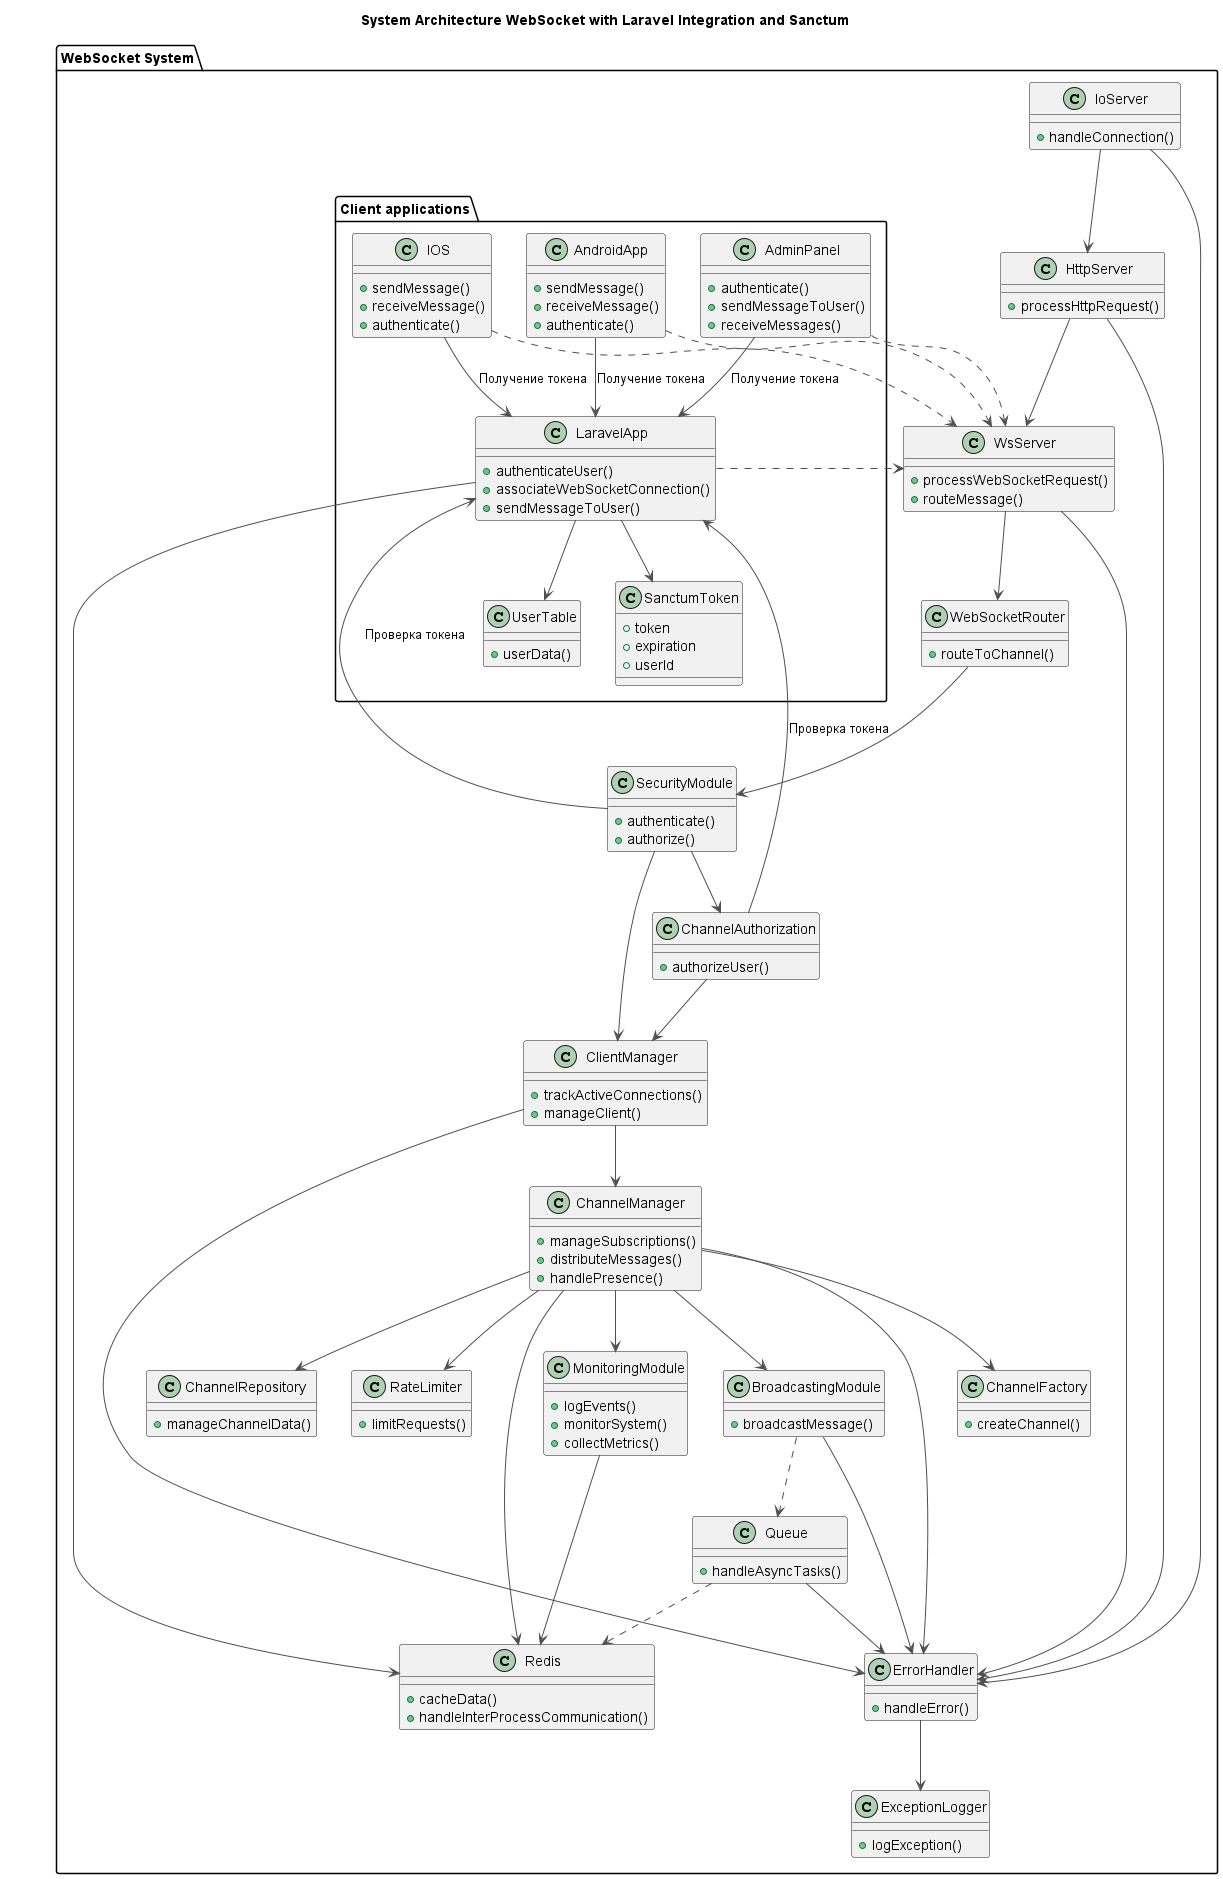 System Architecture WebSocket with Laravel Integration and Sanctum
WebSocket System
C IoServer
handleConnection()
Client applications
C IOS
sendMessage()
receiveMessage()
authenticate()
C AndroidApp
sendMessage()
receiveMessage()
authenticate()
C AdminPanel
authenticate()
sendMessageToUser()
receiveMessages()
C HttpServer
processHttpRequest()
Получение токена
Получение токена
Получение токена
C LaravelApp
authenticateUser()
associateWebSocketConnection()
sendMessageToUser()
C WsServer
processWebSocketRequest()
routeMessage()
C UserTable
userData()
C SanctumToken
token
expiration
userId
C WebSocketRouter
routeToChannel()
Проверка токена
Проверка токена
C SecurityModule
authenticate()
authorize()
C ChannelAuthorization
authorizeUser()
C ClientManager
trackActiveConnections()
manageClient()
C ChannelManager
manageSubscriptions()
distributeMessages()
handlePresence()
C ChannelRepository
manageChannelData()
C RateLimiter
limitRequests()
C MonitoringModule
logEvents()
monitorSystem()
collectMetrics()
C BroadcastingModule
broadcastMessage()
C ChannelFactory
createChannel()
C Queue
handleAsyncTasks()
C Redis
cacheData()
handleInterProcessCommunication()
C ErrorHandler
handleError()
C ExceptionLogger
logException()